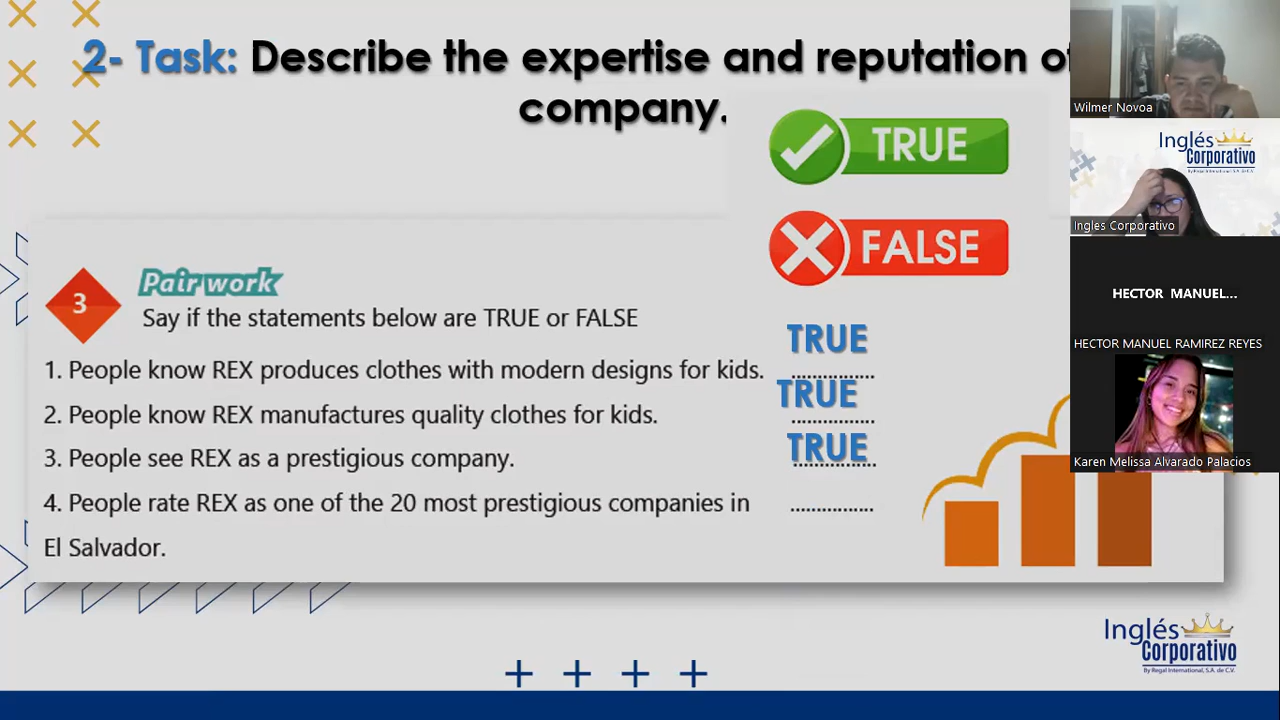 2- Task: Describe the expertise and reputation of
company.
TRUE
FALSE
3
Pair work
Say if the statements below are TRUE or FALSE
1. People know REX produces clothes with modern designs for kids. ...............
TRUE
2. People know REX manufactures quality clothes for kids. ...............
TRUE
3. People see REX as a prestigious company. ...............
TRUE
4. People rate REX as one of the 20 most prestigious companies in ...............
El Salvador.
Inglés
Corporativo
By Regal International, S.A. de C.V.
Wilmer Novoa
Inglés
Corporativo
By Regal International, S.A. de C.V.
Ingles Corporativo
HECTOR MANUEL...
HECTOR MANUEL RAMIREZ REYES
Karen Melissa Alvarado Palacios